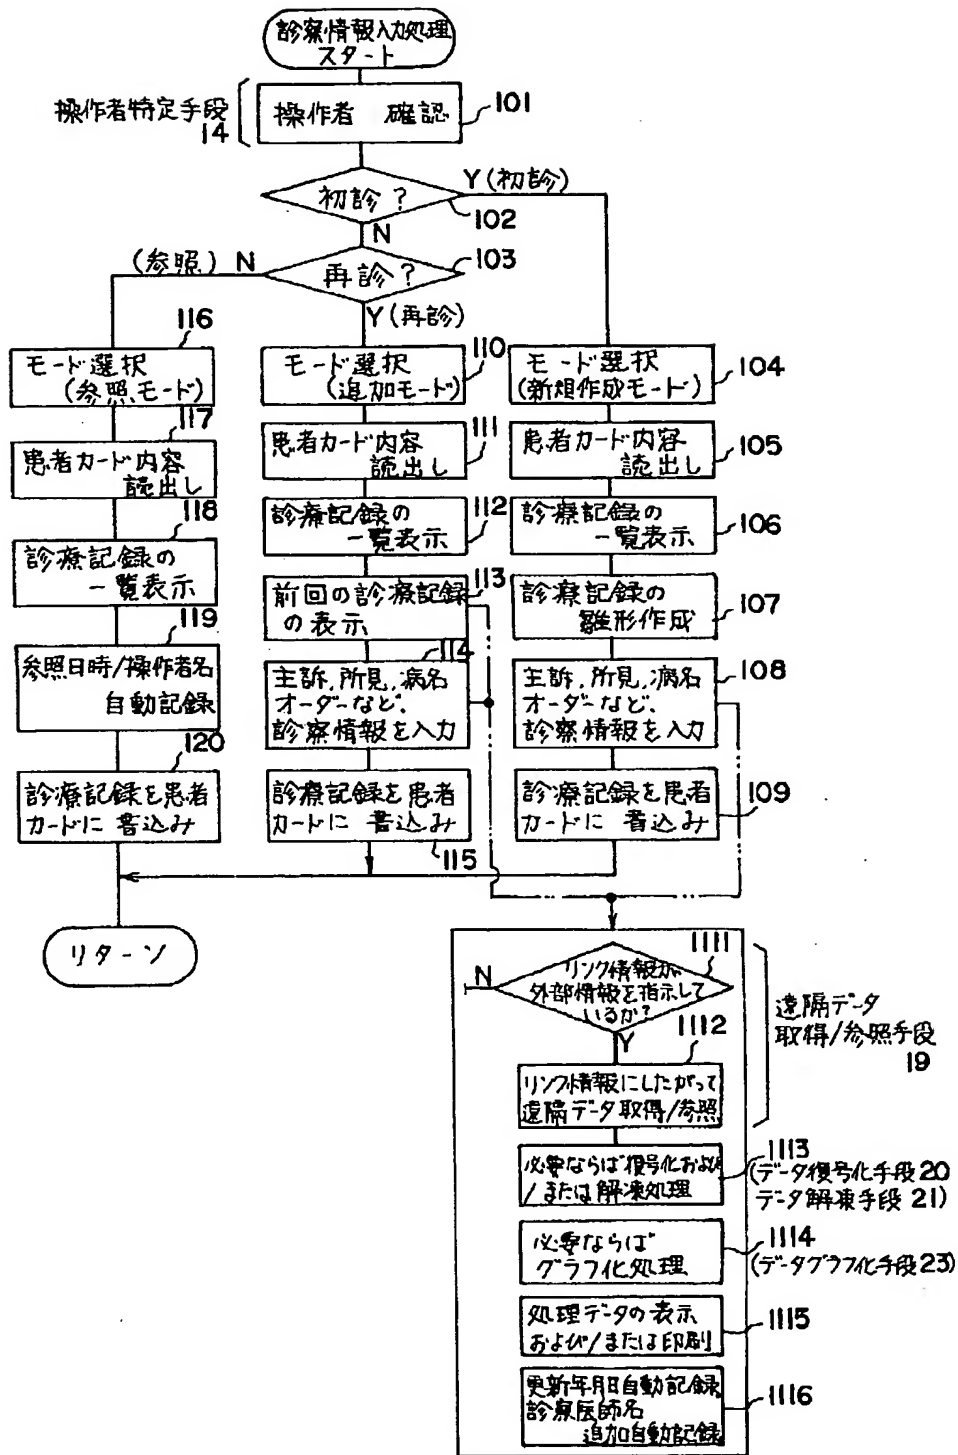 診察情報入力処理
スタート
操作者特定手段
14
操作者 確認
101
初診?
Y(初診)
102
N
再診?
103
(参照) N
Y(再診)
116
モード選択
(参照モード)
117
患者カード内容
読出し
118
診療記録の
一覧表示
119
参照日時/操作者名
自動記録
120
診療記録を患者
カードに書込み
リターン
110
モード選択
(追加モード)
111
患者カード内容
読出し
112
診療記録の
一覧表示
113
前回の診療記録
の表示
114
主訴,所見,病名
オーダーなど、
診察情報を入力
診療記録を患者
カードに書込み
115
モード選択
(新規作成モード)
104
患者カード内容
読出し
105
診療記録の
一覧表示
106
診療記録の
雛形作成
107
主訴,所見,病名
オーダーなど、
診察情報を入力
108
診療記録を患者
カードに書込み
109
1111
N
リンク情報が
外部情報を指示して
いるか?
Y
遠隔データ
取得/参照手段
19
1112
リンク情報にしたがって
遠隔データ取得/参照
必要ならば復号化および
/または解凍処理
1113
(データ復号化手段20
データ解凍手段21)
必要ならば
グラフ化処理
1114
(データグラフ化手段23)
処理データの表示
および/または印刷
1115
更新年月日自動記録
診察医師名
追加自動記録
1116